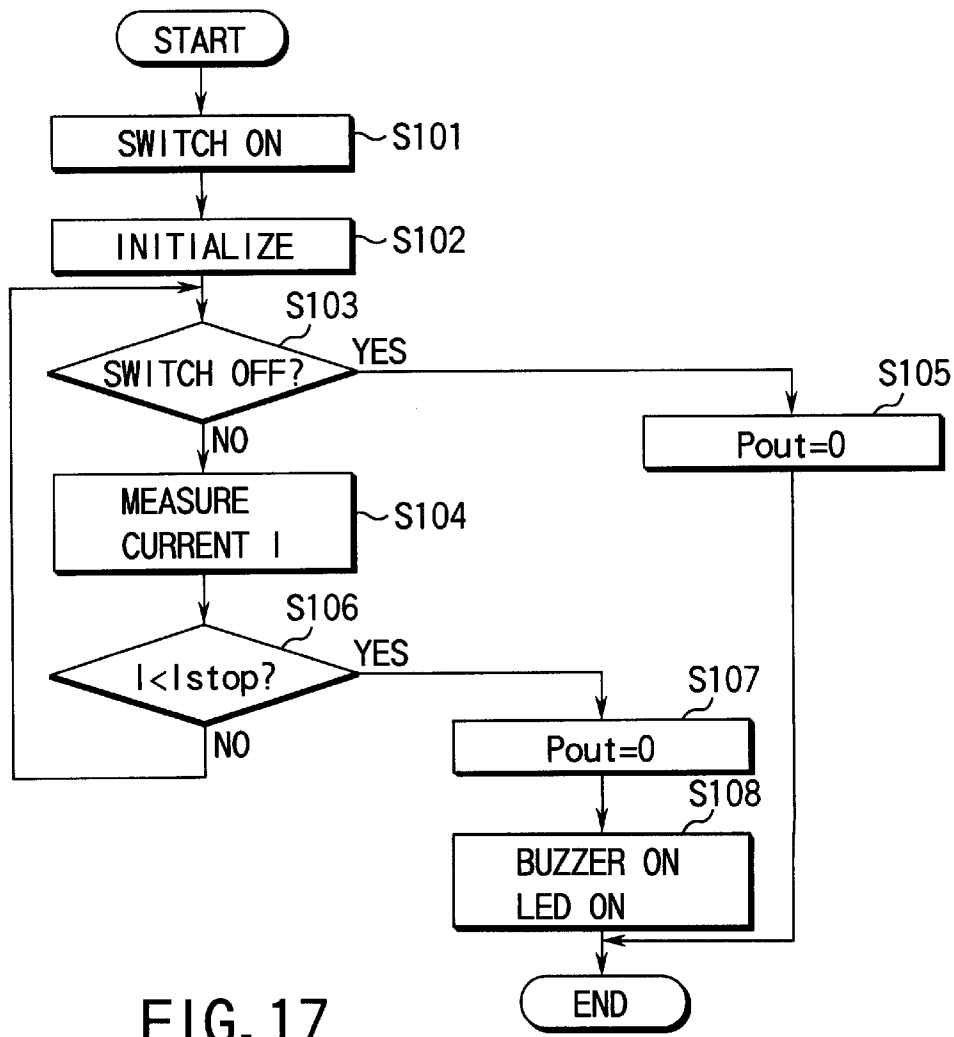 START
SWITCH ON
S101
INITIALIZE
S102
S103
SWITCH OFF?
YES
NO
S105
Pout=0
MEASURE
CURRENT I
S104
S106
I<Istop?
YES
NO
S107
Pout=0
S108
BUZZER ON
LED ON
END
FIG. 17